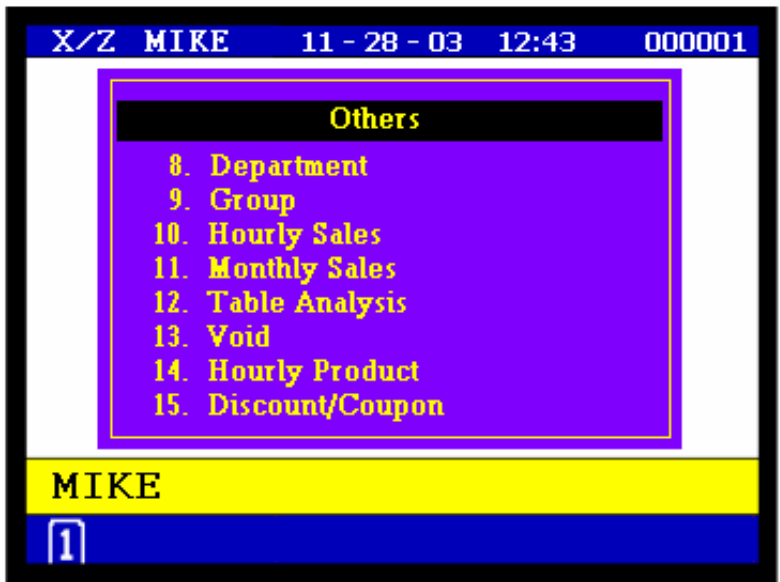 X/Z MIKE 11 - 28 - 03 12:43 000001
Others
8. Department
9. Group
10. Hourly Sales
11. Monthly Sales
12. Table Analysis
13. Void
14. Hourly Product
15. Discount/Coupon
MIKE
1